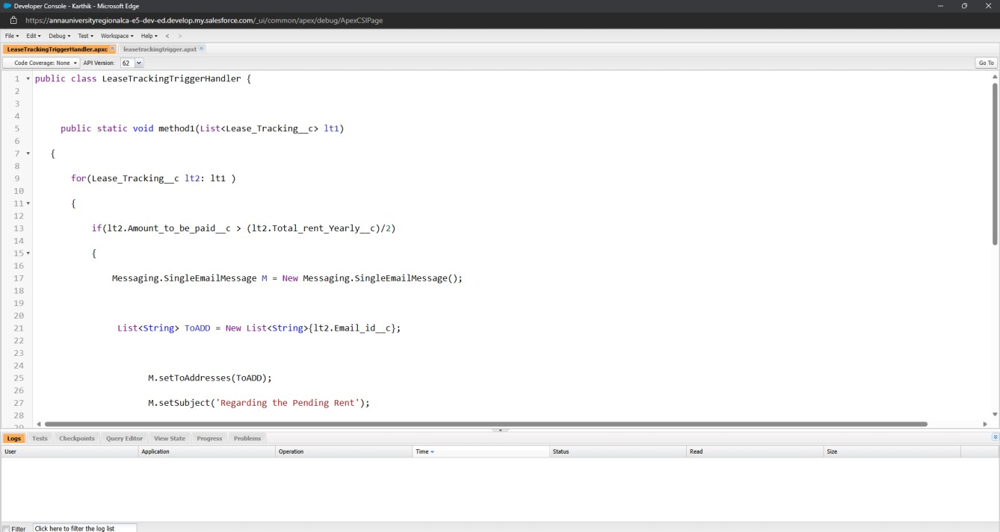 Developer Console - Karthik - Microsoft Edge
https://annauniversityregionalca-e5-dev-ed.develop.my.salesforce.com/_ui/common/apex/debug/ApexCSIPage
File Edit Debug Test Workspace Help < >
LeaseTrackingTriggerHandler.apxc leasetrackingtrigger.apxt
Code Coverage: None API Version: 62 Go To
1 public class LeaseTrackingTriggerHandler {
2
3
4
5 public static void method1(List<Lease_Tracking__c> lt1)
6
7 {
8
9 for(Lease_Tracking__c lt2: lt1 )
10
11 {
12
13 if(lt2.Amount_to_be_paid__c > (lt2.Total_rent_Yearly__c)/2)
14
15 {
16
17 Messaging.SingleEmailMessage M = New Messaging.SingleEmailMessage();
18
19
20
21 List<String> ToADD = New List<String>{lt2.Email_id__c};
22
23
24
25 M.setToAddresses(ToADD);
26
27 M.setSubject('Regarding the Pending Rent');
28
29
Logs Tests Checkpoints Query Editor View State Progress Problems
User Application Operation Time Status Read Size
Filter Click here to filter the log list